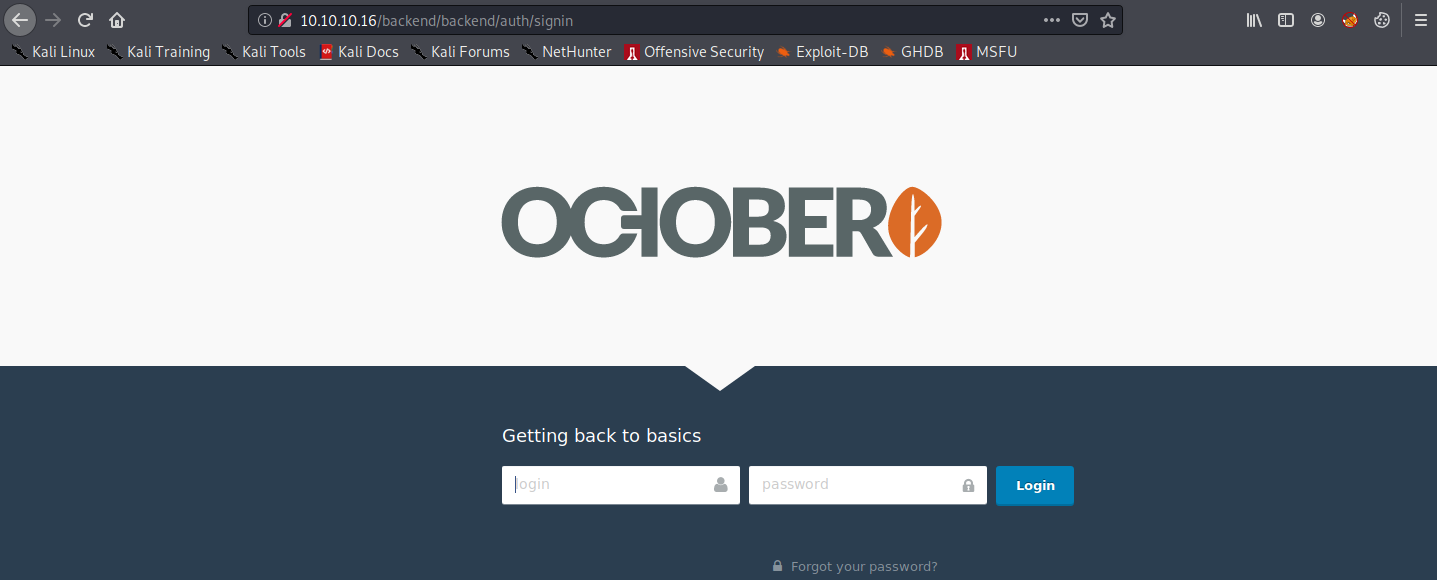 10.10.10.16/backend/backend/auth/signin
Kali Linux Kali Training Kali Tools Kali Docs Kali Forums NetHunter Offensive Security Exploit-DB GHDB MSFU
OCTOBER
Getting back to basics
login password Login
Forgot your password?